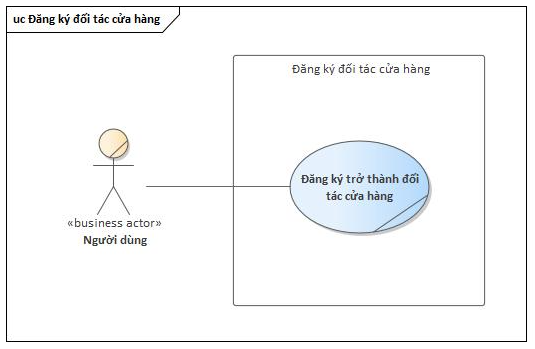 uc Đăng ký đối tác cửa hàng
Đăng ký đối tác cửa hàng
Đăng ký trở thành đối
tác cửa hàng
«business actor»
Người dùng